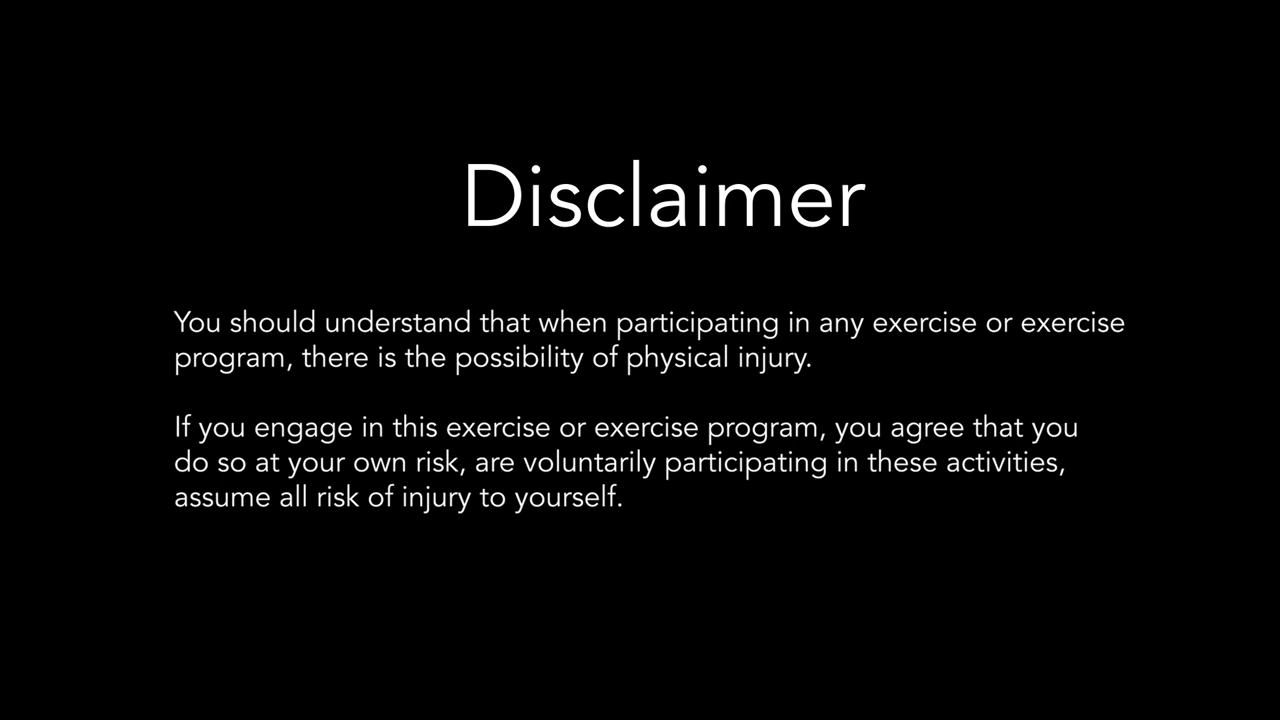 Disclaimer
You should understand that when participating in any exercise or exercise
program, there is the possibility of physical injury.
If you engage in this exercise or exercise program, you agree that you
do so at your own risk, are voluntarily participating in these activities,
assume all risk of injury to yourself.